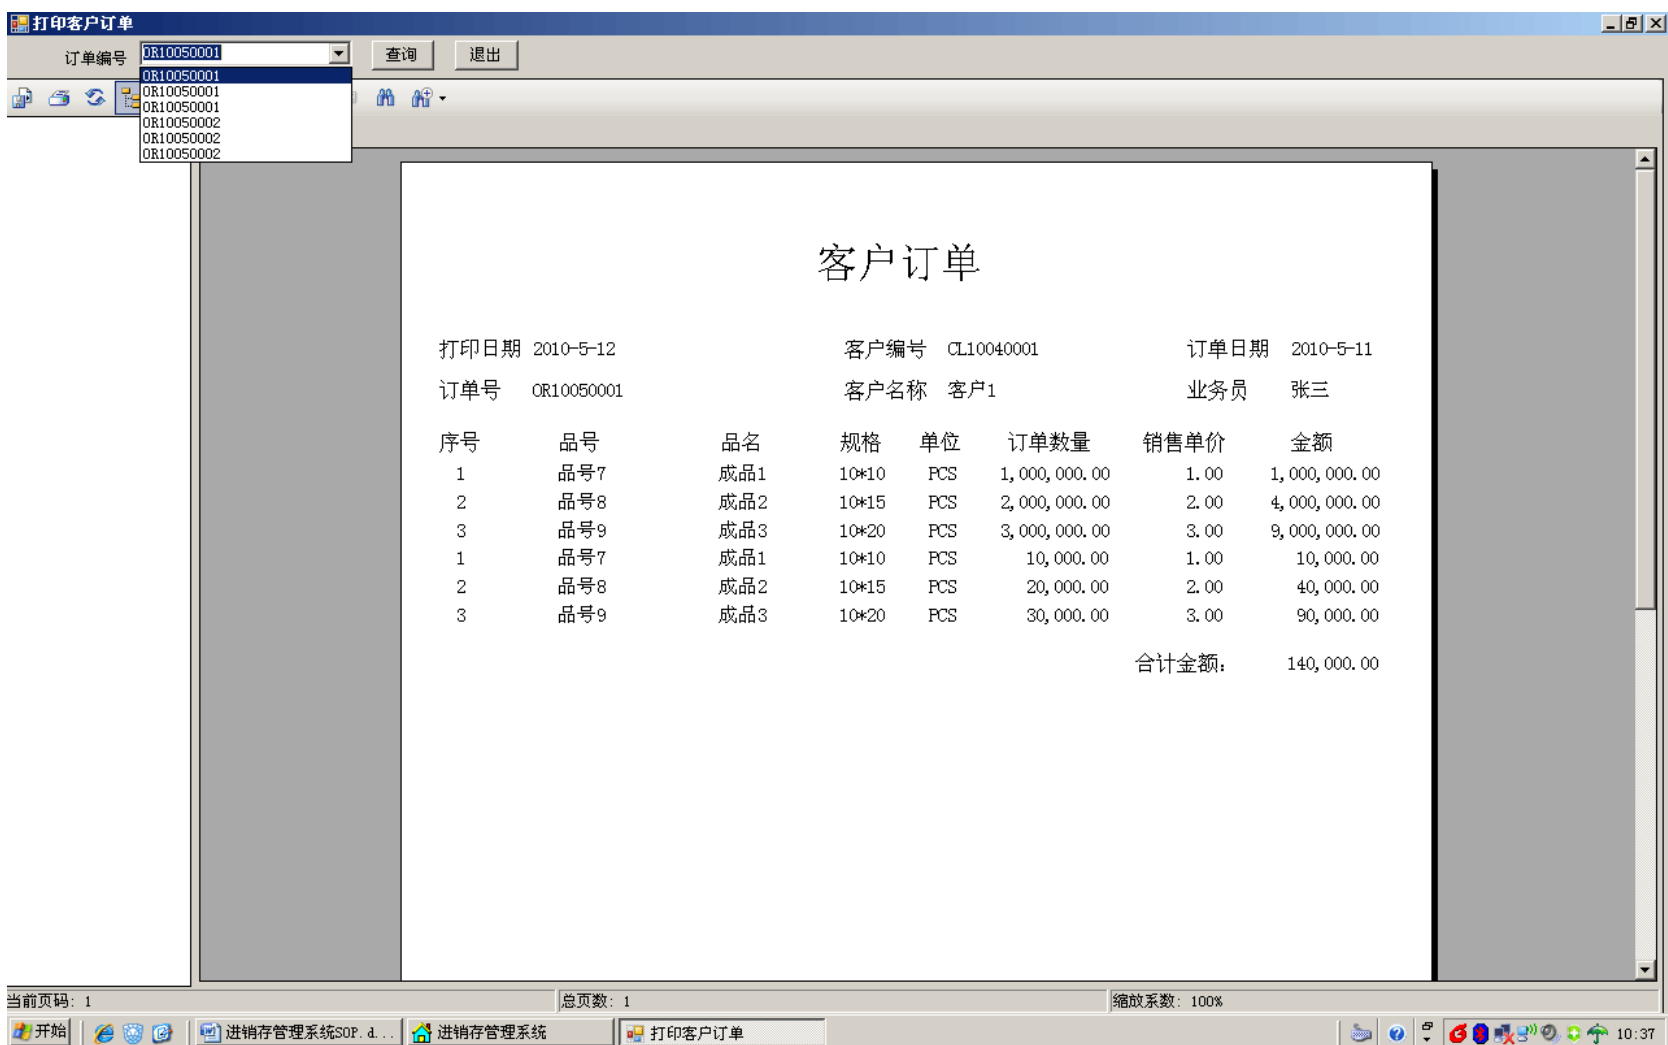 打印客户订单
订单编号 OR10050001 查询 退出
OR10050001
OR10050001
OR10050001
OR10050002
OR10050002
OR10050002
客户订单
打印日期 2010-5-12 客户编号 CL10040001 订单日期 2010-5-11
订单号 OR10050001 客户名称 客户1 业务员 张三
序号 品号 品名 规格 单位 订单数量 销售单价 金额
1 品号7 成品1 10*10 PCS 1,000,000.00 1.00 1,000,000.00
2 品号8 成品2 10*15 PCS 2,000,000.00 2.00 4,000,000.00
3 品号9 成品3 10*20 PCS 3,000,000.00 3.00 9,000,000.00
1 品号7 成品1 10*10 PCS 10,000.00 1.00 10,000.00
2 品号8 成品2 10*15 PCS 20,000.00 2.00 40,000.00
3 品号9 成品3 10*20 PCS 30,000.00 3.00 90,000.00
合计金额: 140,000.00
当前页码: 1 总页数: 1 缩放系数: 100%
开始 进销存管理系统SOP.d... 进销存管理系统 打印客户订单 10:37